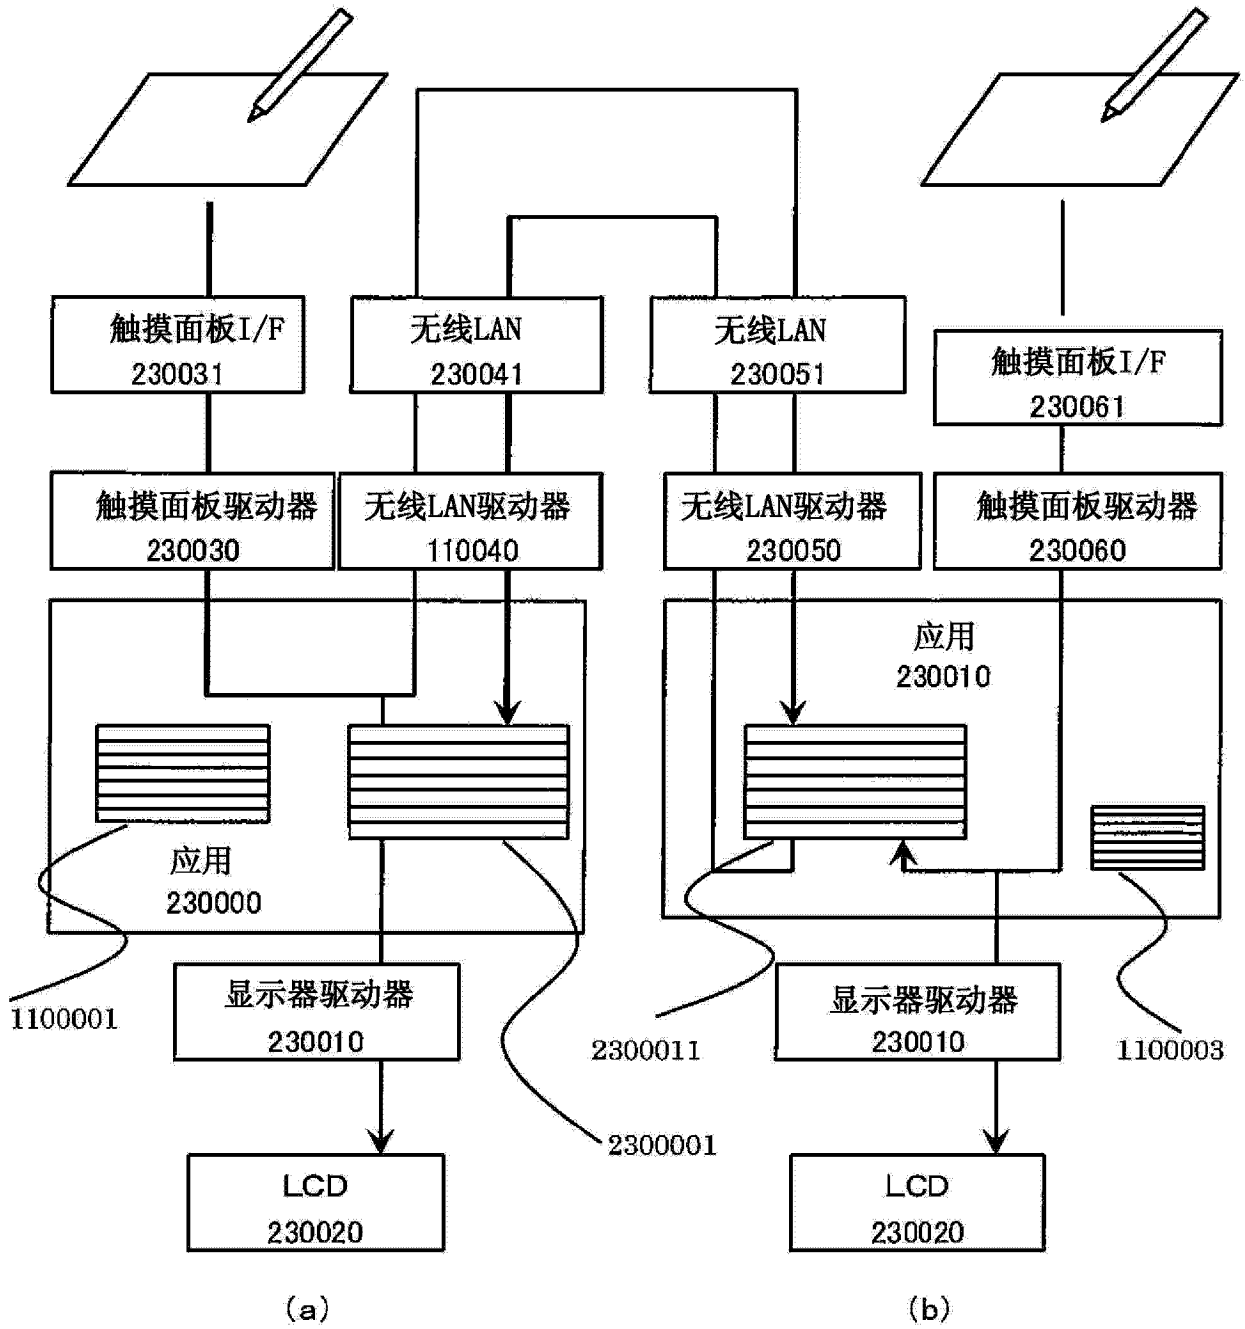 触摸面板I/F
230031
无线LAN
230041
无线LAN
230051
触摸面板I/F
230061
触摸面板驱动器
230030
无线LAN驱动器
110040
无线LAN驱动器
230050
触摸面板驱动器
230060
应用
230010
应用
230000
1100001
显示器驱动器
230010
2300011
显示器驱动器
230010
1100003
2300001
LCD
230020
LCD
230020
(a)
(b)